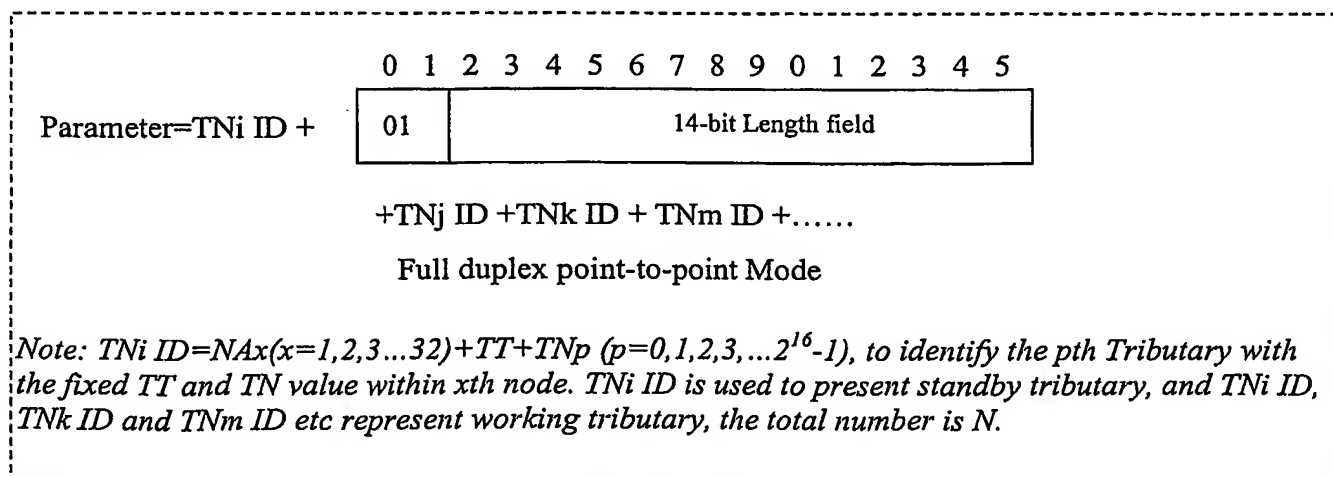 0 1 2 3 4 5 6 7 8 9 0 1 2 3 4 5
Parameter=TNi ID + 01 14-bit Length field
+TNj ID +TNk ID + TNm ID +......
Full duplex point-to-point Mode
Note: TNi ID=NAx(x=1,2,3...32)+TT+TNp (p=0,1,2,3,...2^16-1), to identify the pth Tributary with
the fixed TT and TN value within xth node. TNi ID is used to present standby tributary, and TNi ID,
TNk ID and TNm ID etc represent working tributary, the total number is N.